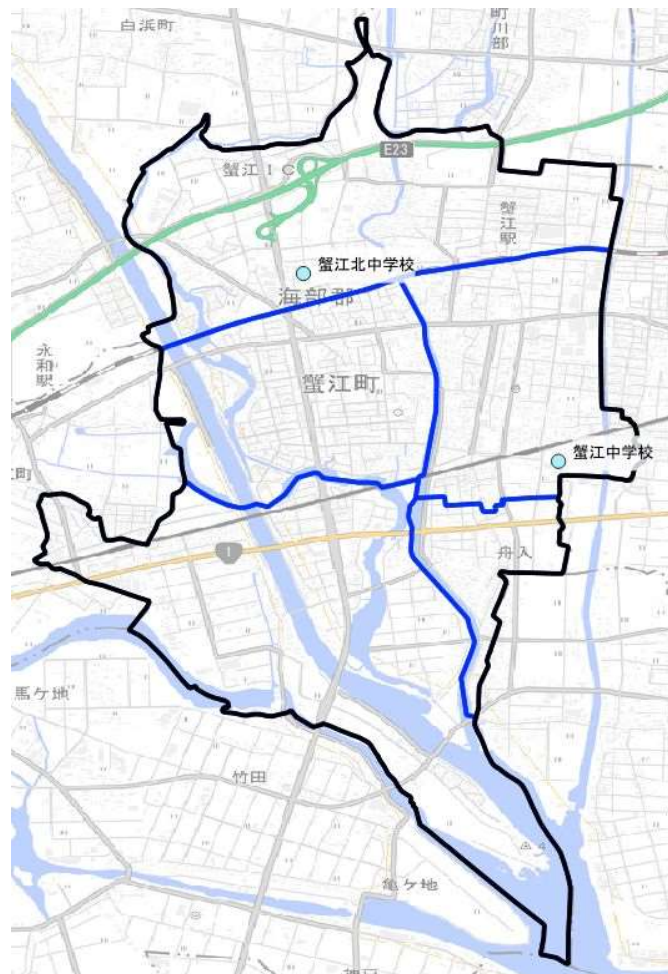 白浜町
町川部
E23
蟹江IC
蟹江駅
蟹江北中学校
海部郡
永和駅
蟹江町
蟹江中学校
江町
1
舟入
馬ケ地
竹田
亀ケ地